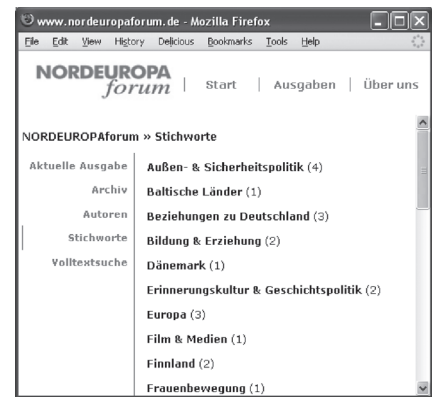 www.nordeuropaforum.de - Mozilla Firefox
File Edit View History Delicious Bookmarks Tools Help
NORDEUROPA
forum | Start | Ausgaben | Über uns
NORDEUROPAforum » Stichworte
Aktuelle Ausgabe
Archiv
Autoren
Stichworte
Volltextsuche
Außen- & Sicherheitspolitik (4)
Baltische Länder (1)
Beziehungen zu Deutschland (3)
Bildung & Erziehung (2)
Dänemark (1)
Erinnerungskultur & Geschichtspolitik (2)
Europa (3)
Film & Medien (1)
Finnland (2)
Frauenbewegung (1)